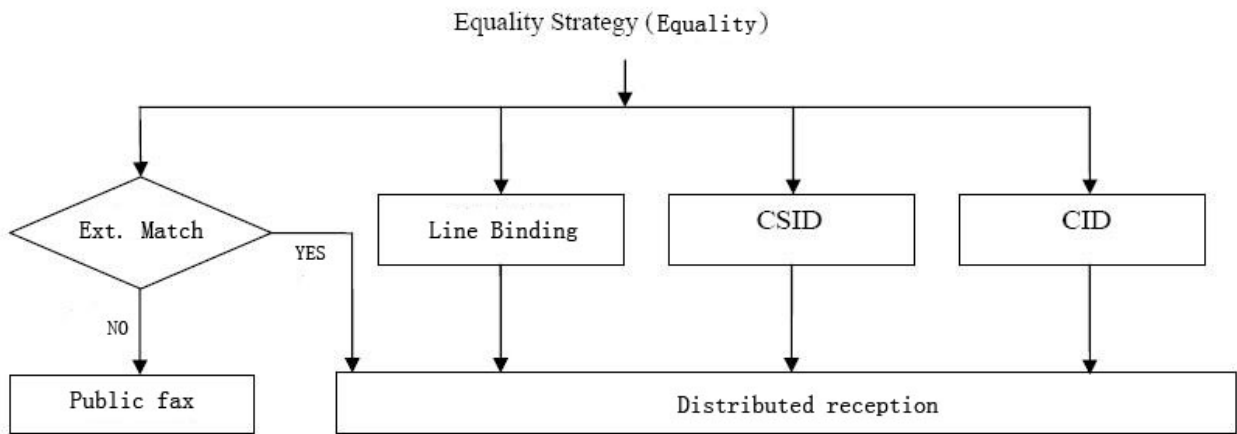 Equality Strategy (Equality)
Ext. Match
Line Binding
CSID
CID
YES
NO
Public fax
Distributed reception